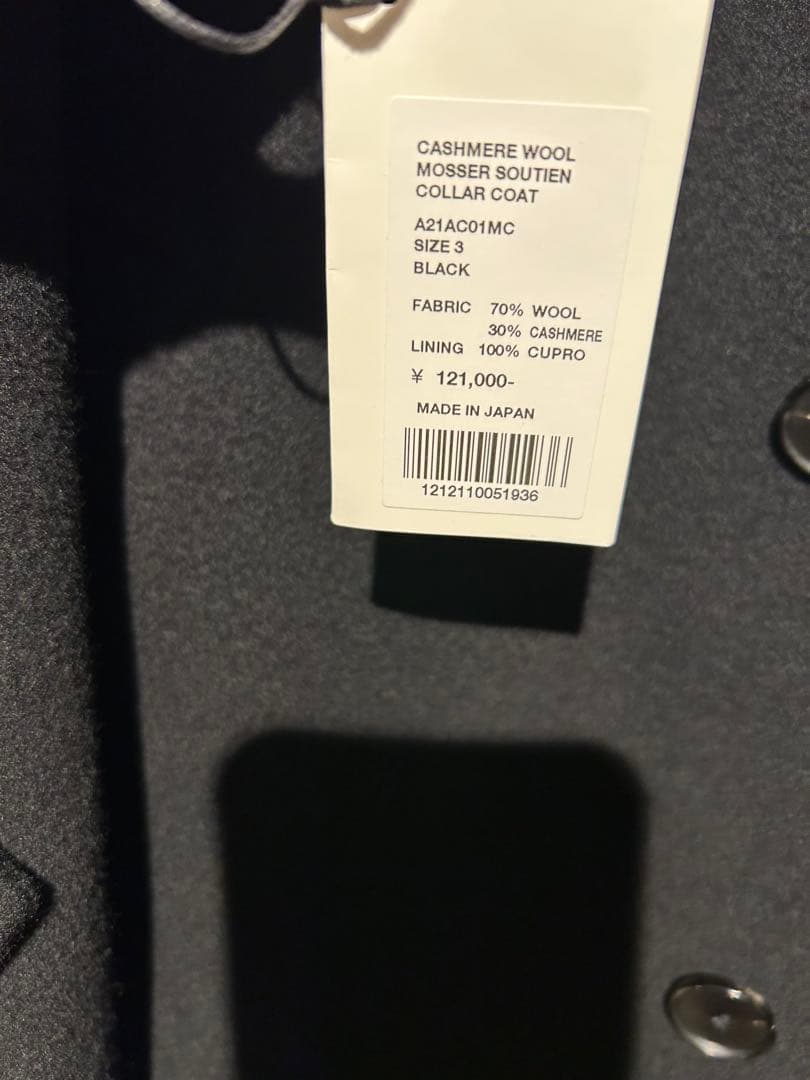 CASHMERE WOOL
MOSSER SOUTIEN
COLLAR COAT
A21AC01MC
SIZE 3
BLACK
FABRIC 70% WOOL
30% CASHMERE
LINING 100% CUPRO
¥ 121,000-
MADE IN JAPAN
1212110051936